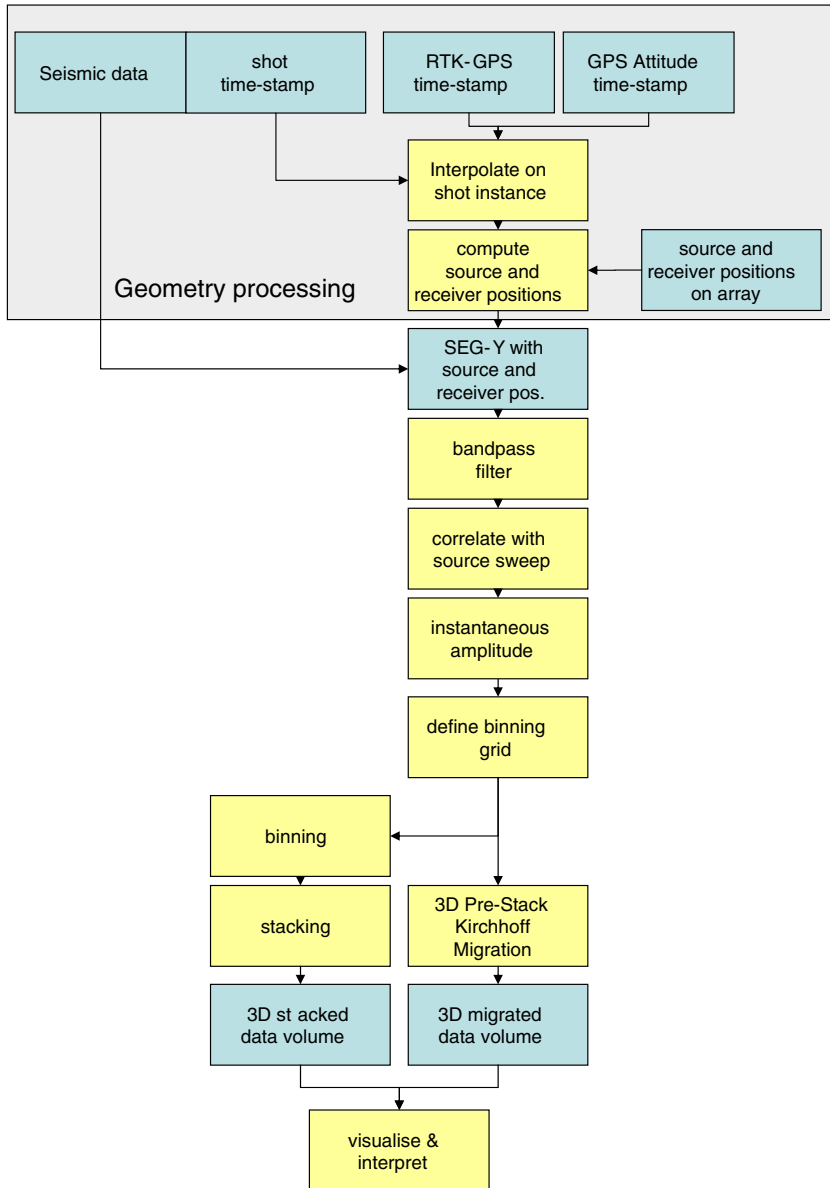 Seismic data
shot
time-stamp
RTK-GPS
time-stamp
GPS Attitude
time-stamp
Interpolate on
shot instance
compute
source and
receiver positions
source and
receiver positions
on array
Geometry processing
SEG-Y with
source and
receiver pos.
bandpass
filter
correlate with
source sweep
instantaneous
amplitude
define binning
grid
binning
stacking
3D Pre-Stack
Kirchhoff
Migration
3D st acked
data volume
3D migrated
data volume
visualise &
interpret